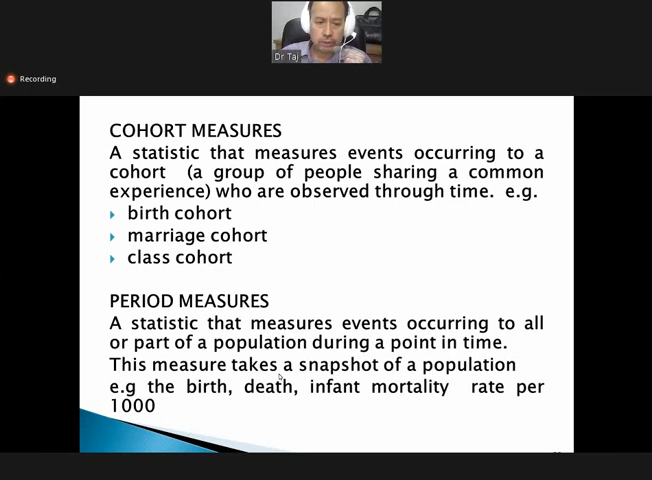 Dr Taj
Recording
COHORT MEASURES
A statistic that measures events occurring to a
cohort (a group of people sharing a common
experience) who are observed through time. e.g.
birth cohort
marriage cohort
class cohort
PERIOD MEASURES
A statistic that measures events occurring to all
or part of a population during a point in time.
This measure takes a snapshot of a population
e.g the birth, death, infant mortality rate per
1000